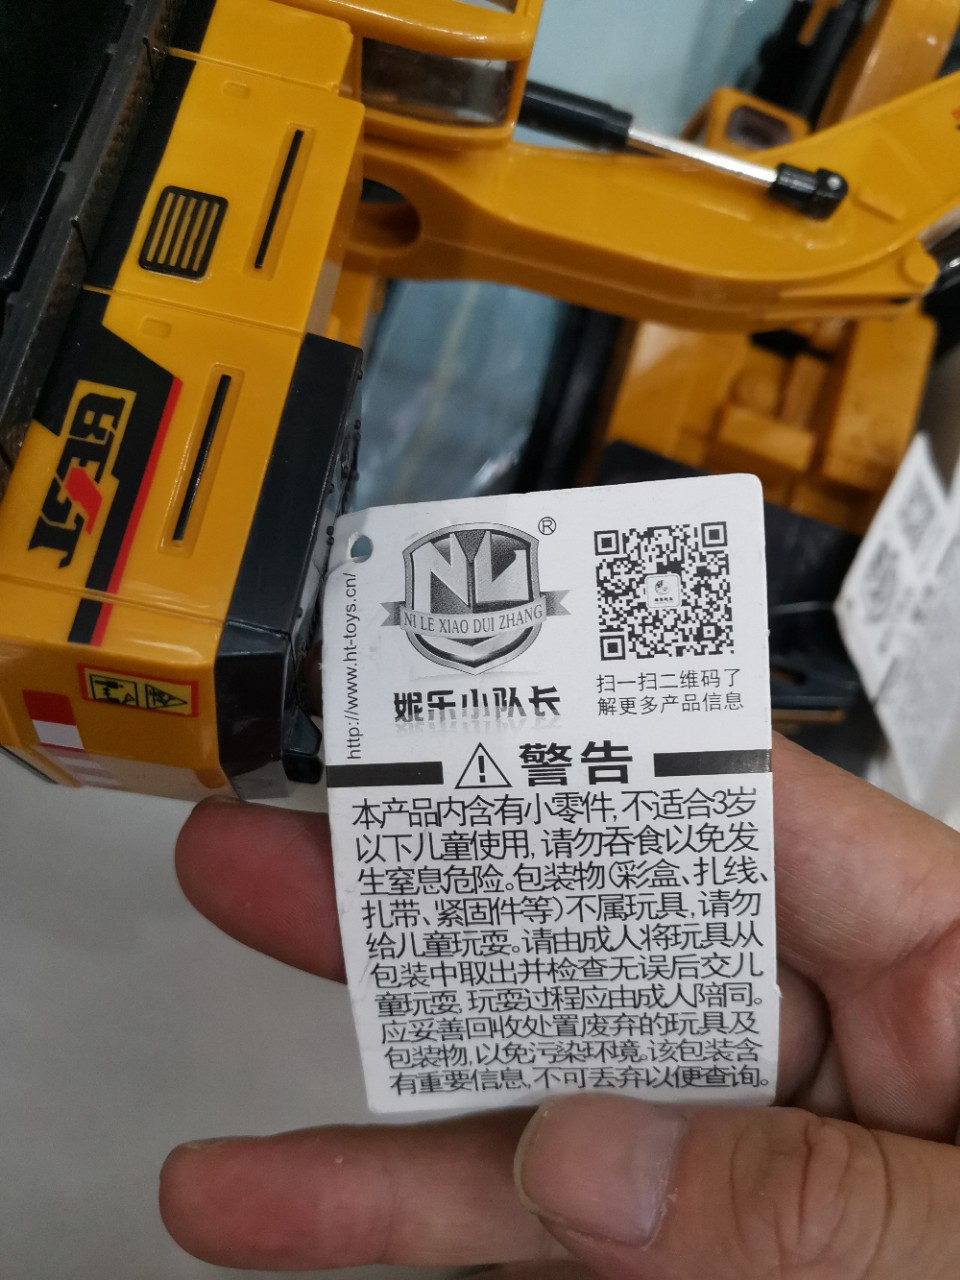 BEST
®
NI LE XIAO DUI ZHANG
妮乐小队长
http://www.ht-toys.cn/
扫一扫二维码了
解更多产品信息
警告
本产品内含有小零件,不适合3岁
以下儿童使用,请勿吞食以免发
生窒息危险。包装物(彩盒、扎线、
扎带、紧固件等)不属玩具,请勿
给儿童玩耍。请由成人将玩具从
包装中取出并检查无误后交儿
童玩耍,玩耍过程应由成人陪同。
应妥善回收处置废弃的玩具及
包装物,以免污染环境。该包装含
有重要信息,不可丢弃以便查询。